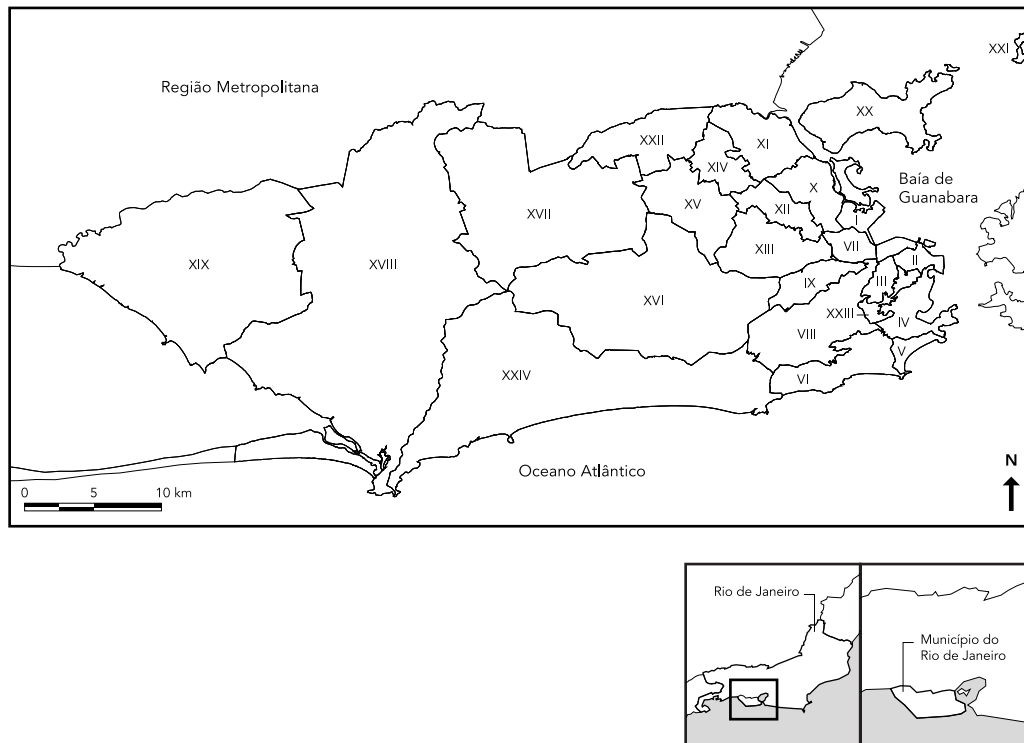 XXI
Região Metropolitana
XX
XXII
XI
XIV
Baía de
Guanabara
X
XV
XII
XVII
I
VII
XIII
II
XIX
XVIII
IX
III
XVI
XXIII
IV
VIII
V
XXIV
VI
Oceano Atlântico
N
0 5 10 km
Rio de Janeiro
Município do
Rio de Janeiro